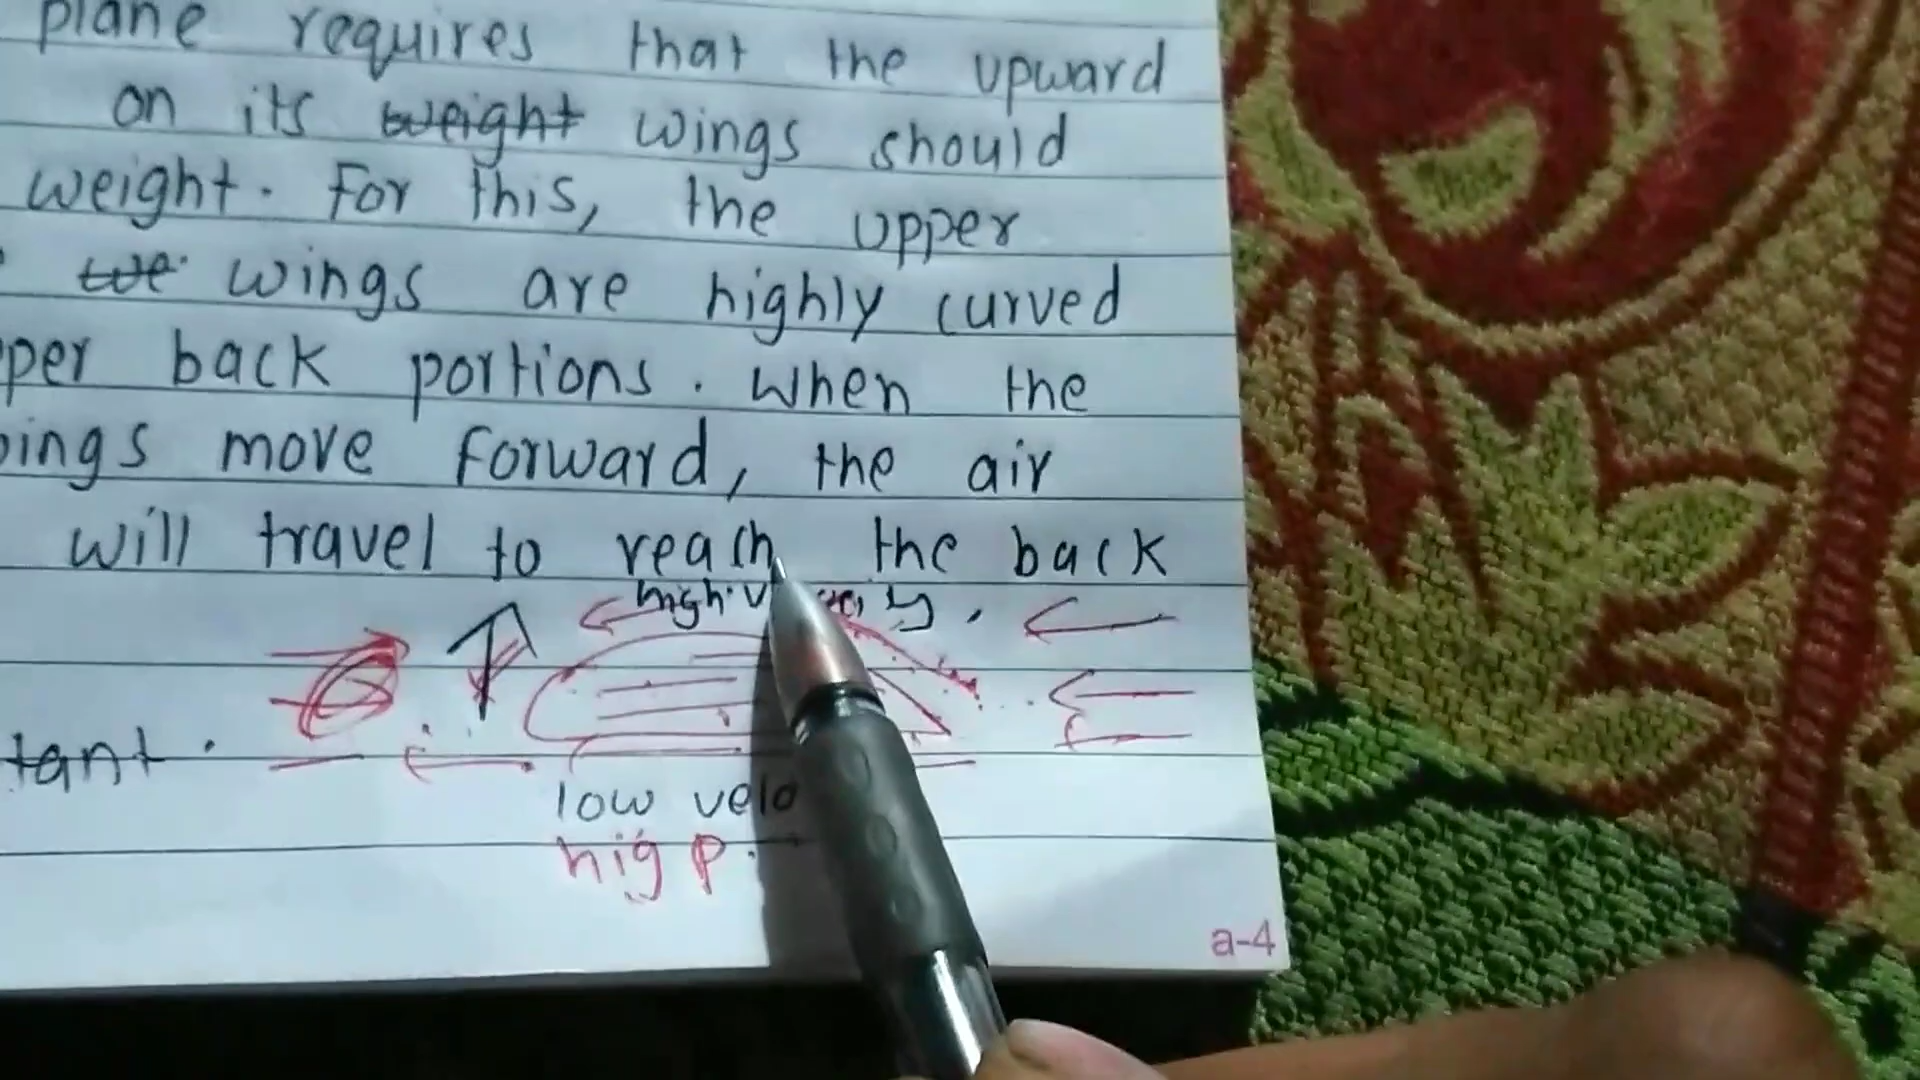 plane requires that the upward
on its weight wings should
weight. For this, the upper
we wings are highly curved
per back portions. when the
ings move forward, the air
will travel to reach the back
high
tant.
low velo
hig p.
a-4